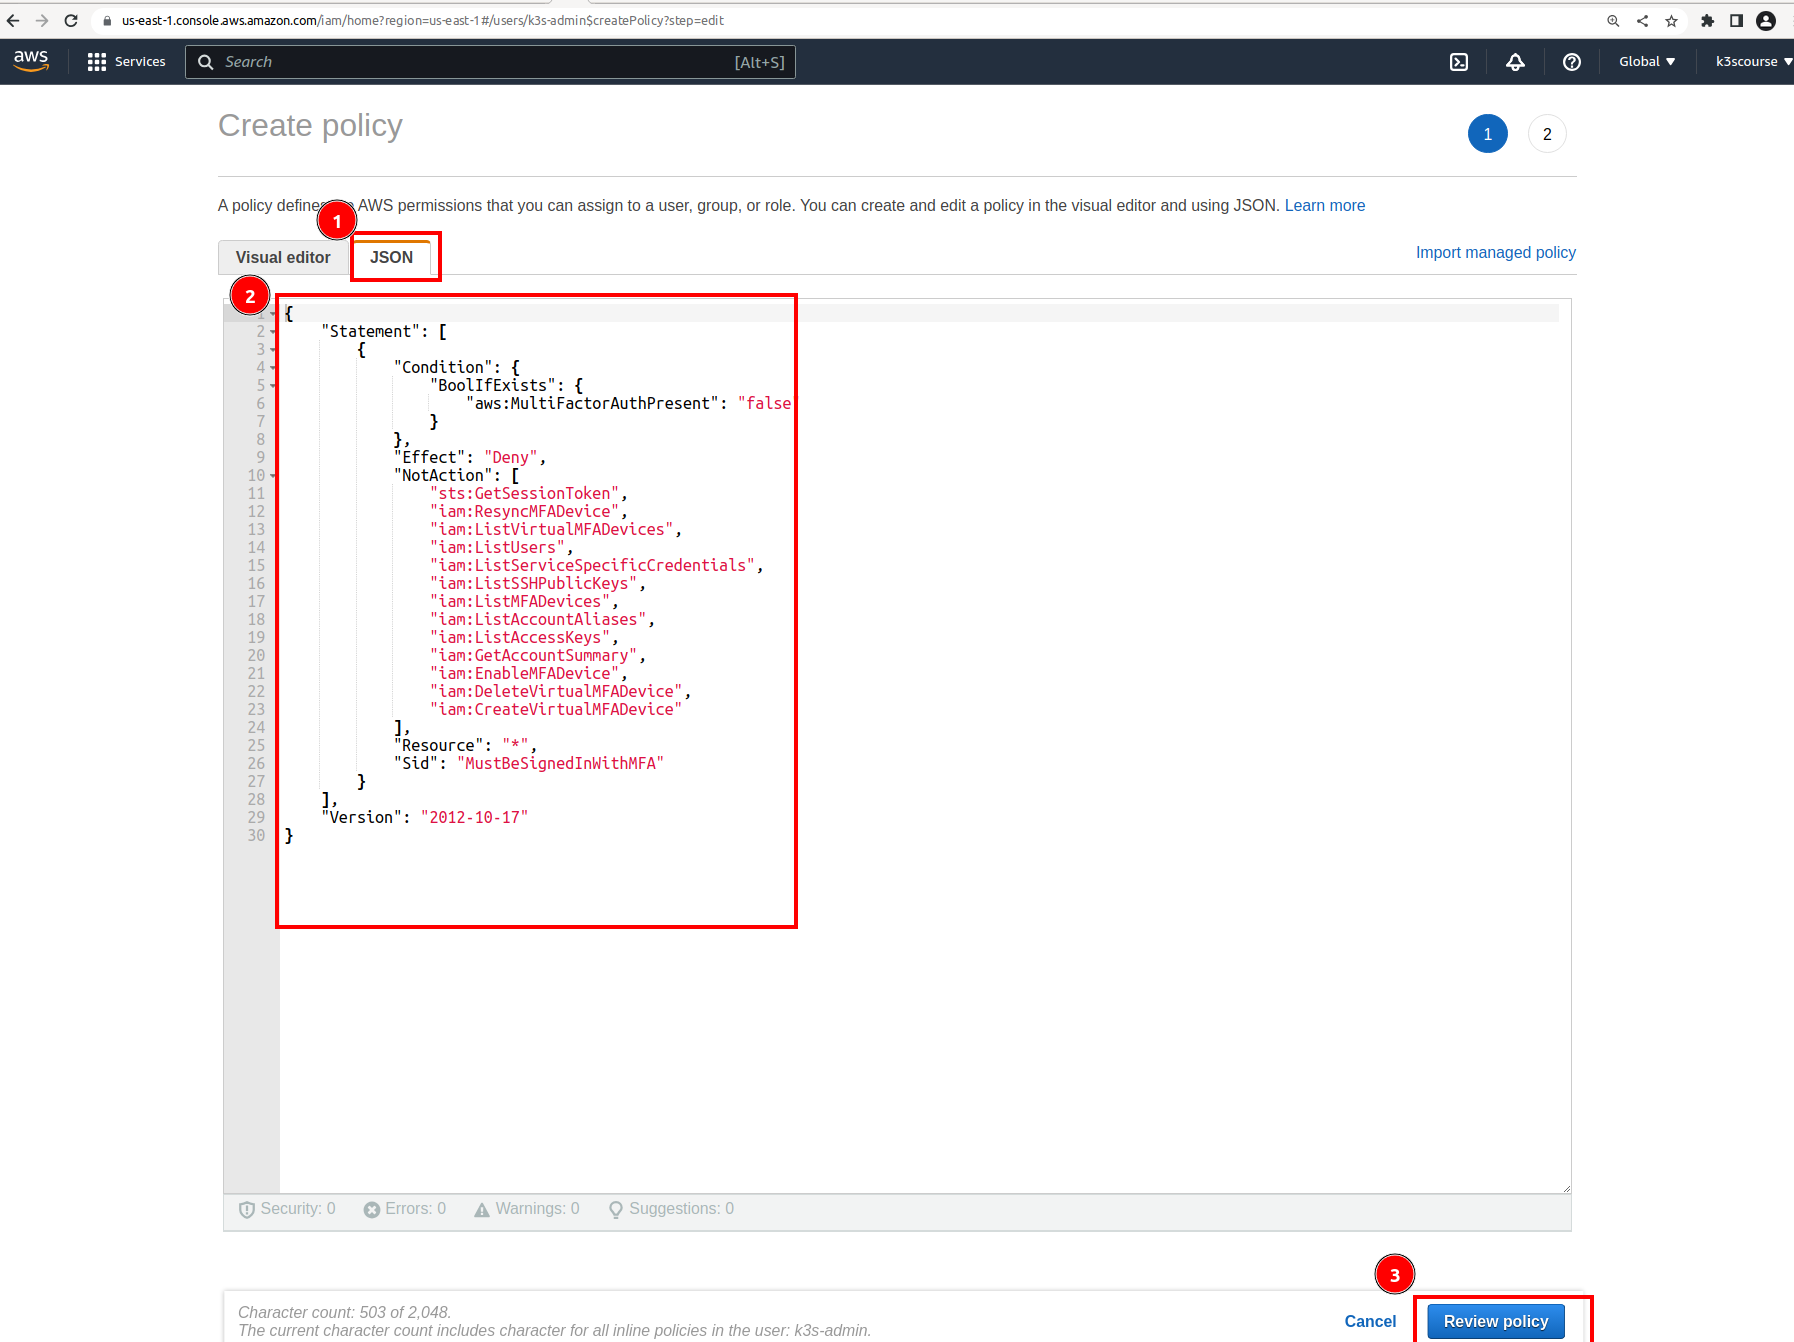 us-east-1.console.aws.amazon.com/iam/home?region=us-east-1#/users/k3s-admin$createPolicy?step=edit
aws Services Search [Alt+S] Global k3scourse
Create policy
1 2
A policy defines AWS permissions that you can assign to a user, group, or role. You can create and edit a policy in the visual editor and using JSON. Learn more
1
Visual editor JSON Import managed policy
2
1 {
2 "Statement": [
3 {
4 "Condition": {
5 "BoolIfExists": {
6 "aws:MultiFactorAuthPresent": "false
7 }
8 },
9 "Effect": "Deny",
10 "NotAction": [
11 "sts:GetSessionToken",
12 "iam:ResyncMFADevice",
13 "iam:ListVirtualMFADevices",
14 "iam:ListUsers",
15 "iam:ListServiceSpecificCredentials",
16 "iam:ListSSHPublicKeys",
17 "iam:ListMFADevices",
18 "iam:ListAccountAliases",
19 "iam:ListAccessKeys",
20 "iam:GetAccountSummary",
21 "iam:EnableMFADevice",
22 "iam:DeleteVirtualMFADevice",
23 "iam:CreateVirtualMFADevice"
24 ],
25 "Resource": "*",
26 "Sid": "MustBeSignedInWithMFA"
27 }
28 ],
29 "Version": "2012-10-17"
30 }
Security: 0 Errors: 0 Warnings: 0 Suggestions: 0
3
Character count: 503 of 2,048.
The current character count includes character for all inline policies in the user: k3s-admin.
Cancel Review policy